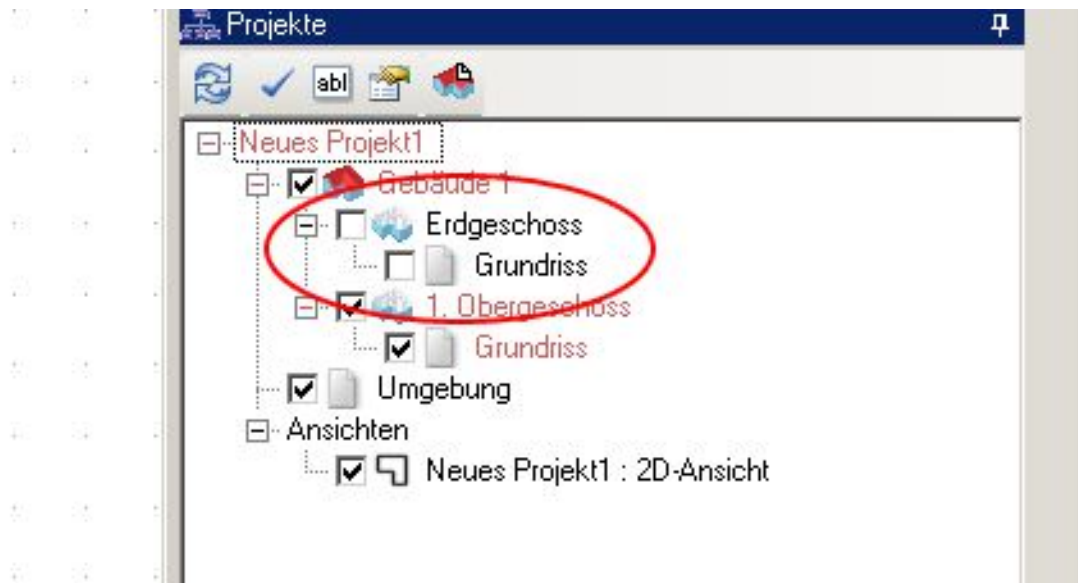 Projekte
abl
Neues Projekt1
Gebäude 1
Erdgeschoss
Grundriss
1. Obergeschoss
Grundriss
Umgebung
Ansichten
Neues Projekt1 : 2D-Ansicht